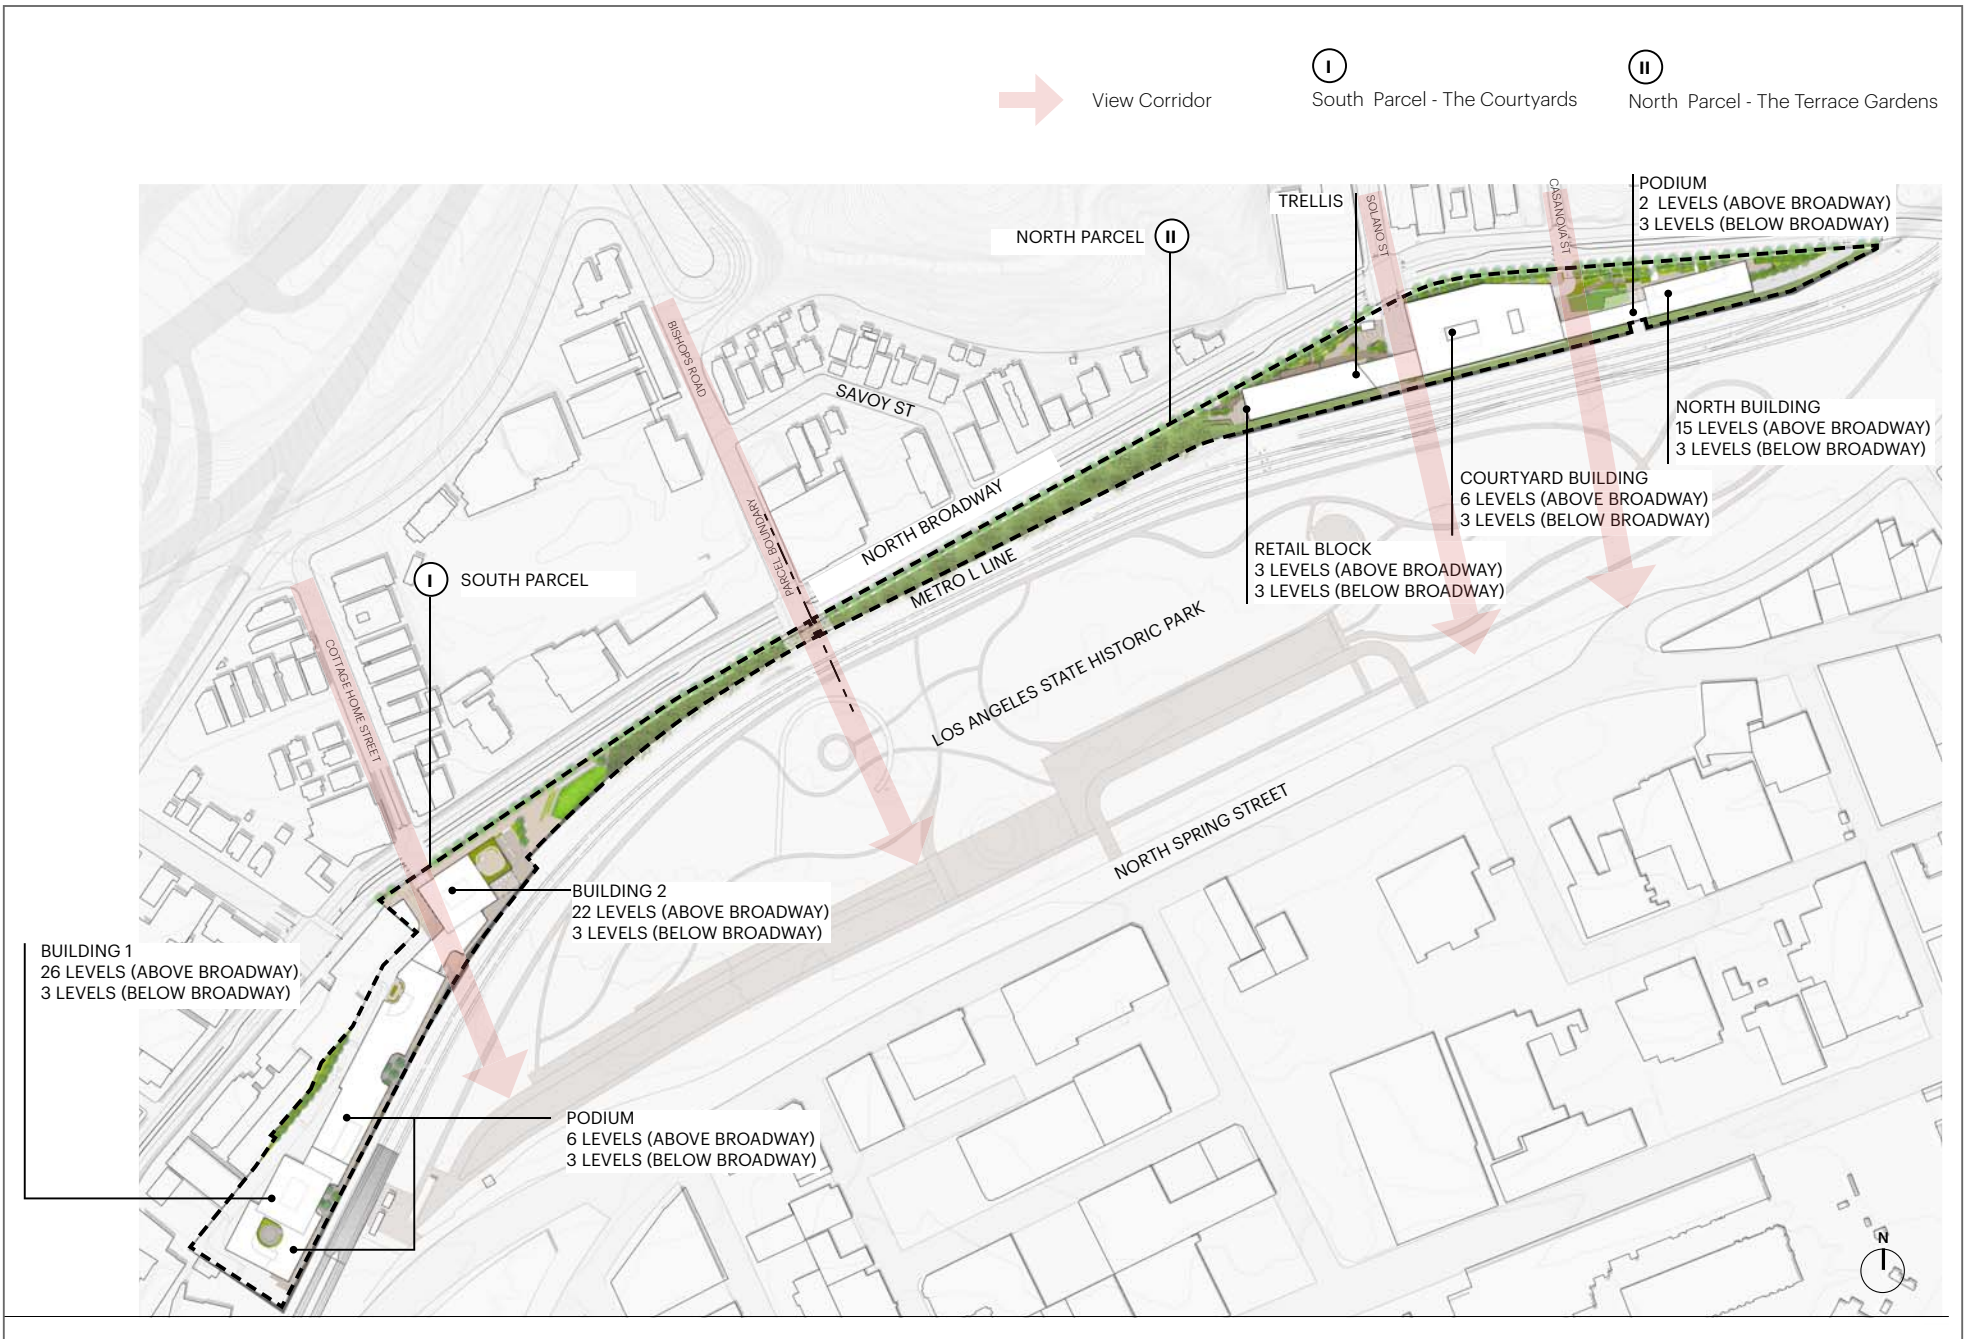 I
II
View Corridor
South Parcel - The Courtyards
North Parcel - The Terrace Gardens
PODIUM
2 LEVELS (ABOVE BROADWAY)
3 LEVELS (BELOW BROADWAY)
TRELLIS
SOLANO ST
CASANOVA ST
NORTH PARCEL
II
BISHOPS ROAD
SAVOY ST
NORTH BUILDING
15 LEVELS (ABOVE BROADWAY)
3 LEVELS (BELOW BROADWAY)
COURTYARD BUILDING
6 LEVELS (ABOVE BROADWAY)
3 LEVELS (BELOW BROADWAY)
RETAIL BLOCK
3 LEVELS (ABOVE BROADWAY)
3 LEVELS (BELOW BROADWAY)
PARCEL BOUNDARY
NORTH BROADWAY
METRO L LINE
I
SOUTH PARCEL
LOS ANGELES STATE HISTORIC PARK
COTTAGE HOME STREET
NORTH SPRING STREET
BUILDING 2
22 LEVELS (ABOVE BROADWAY)
3 LEVELS (BELOW BROADWAY)
BUILDING 1
26 LEVELS (ABOVE BROADWAY)
3 LEVELS (BELOW BROADWAY)
PODIUM
6 LEVELS (ABOVE BROADWAY)
3 LEVELS (BELOW BROADWAY)
N